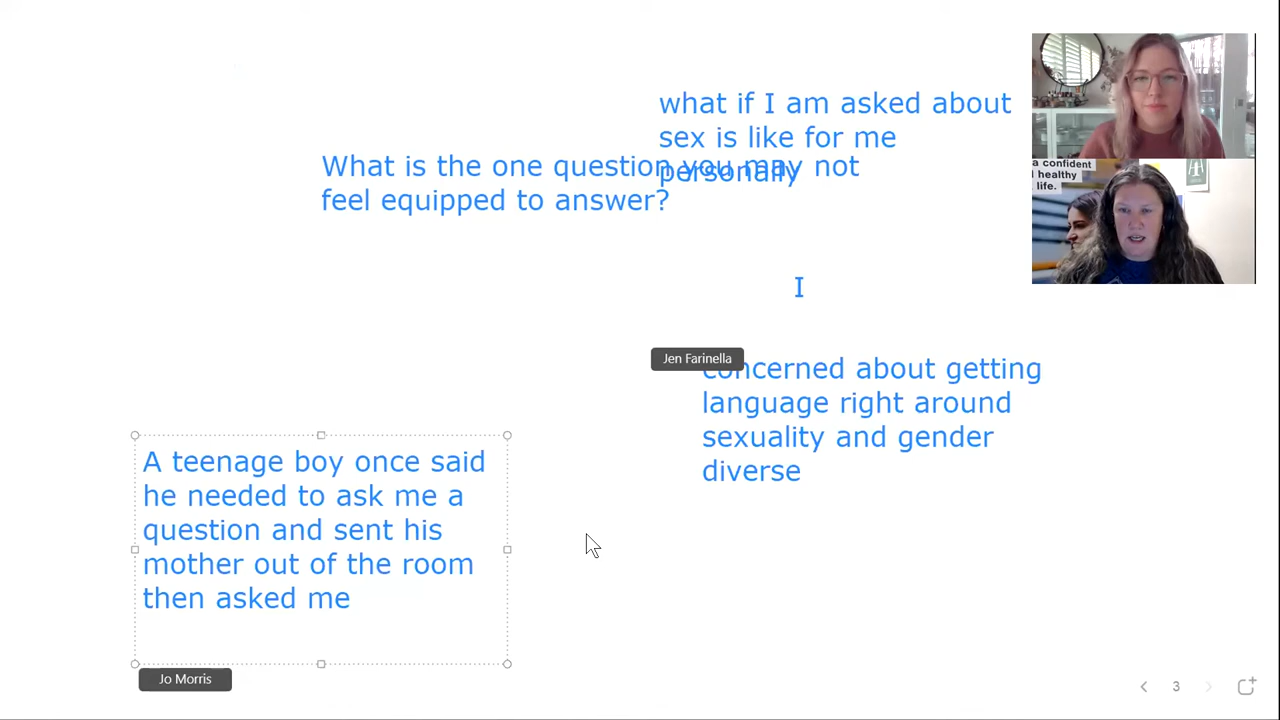 what if I am asked about
sex is like for me
personally
What is the one question you may not
feel equipped to answer?
a confident
l healthy
life.
I
Jen Farinella
concerned about getting
language right around
sexuality and gender
diverse
A teenage boy once said
he needed to ask me a
question and sent his
mother out of the room
then asked me
Jo Morris
3